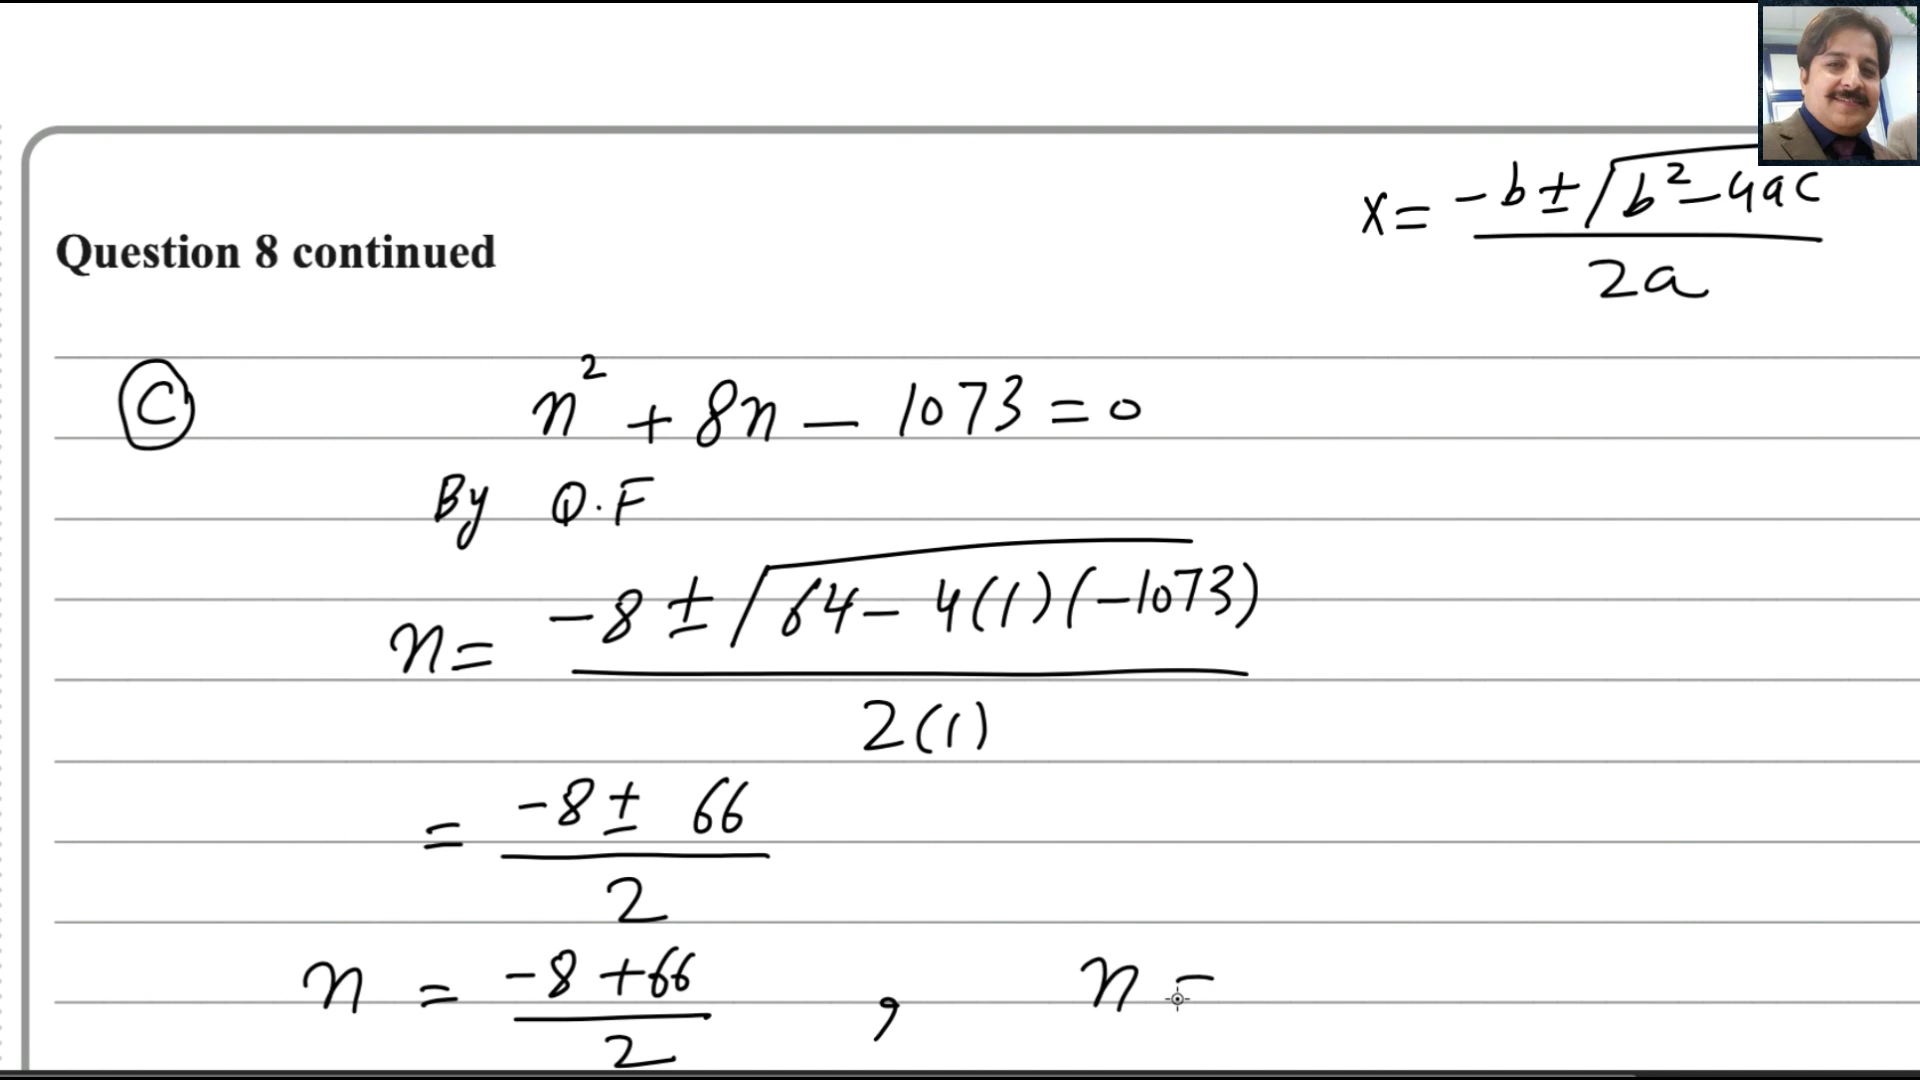 x = -b ± √b² - 4ac / 2a
Question 8 continued
(C) n² + 8n - 1073 = 0
By Q.F
n = -8 ± √64 - 4(1)(-1073) / 2(1)
= -8 ± 66 / 2
n = -8 + 66 / 2 , n =